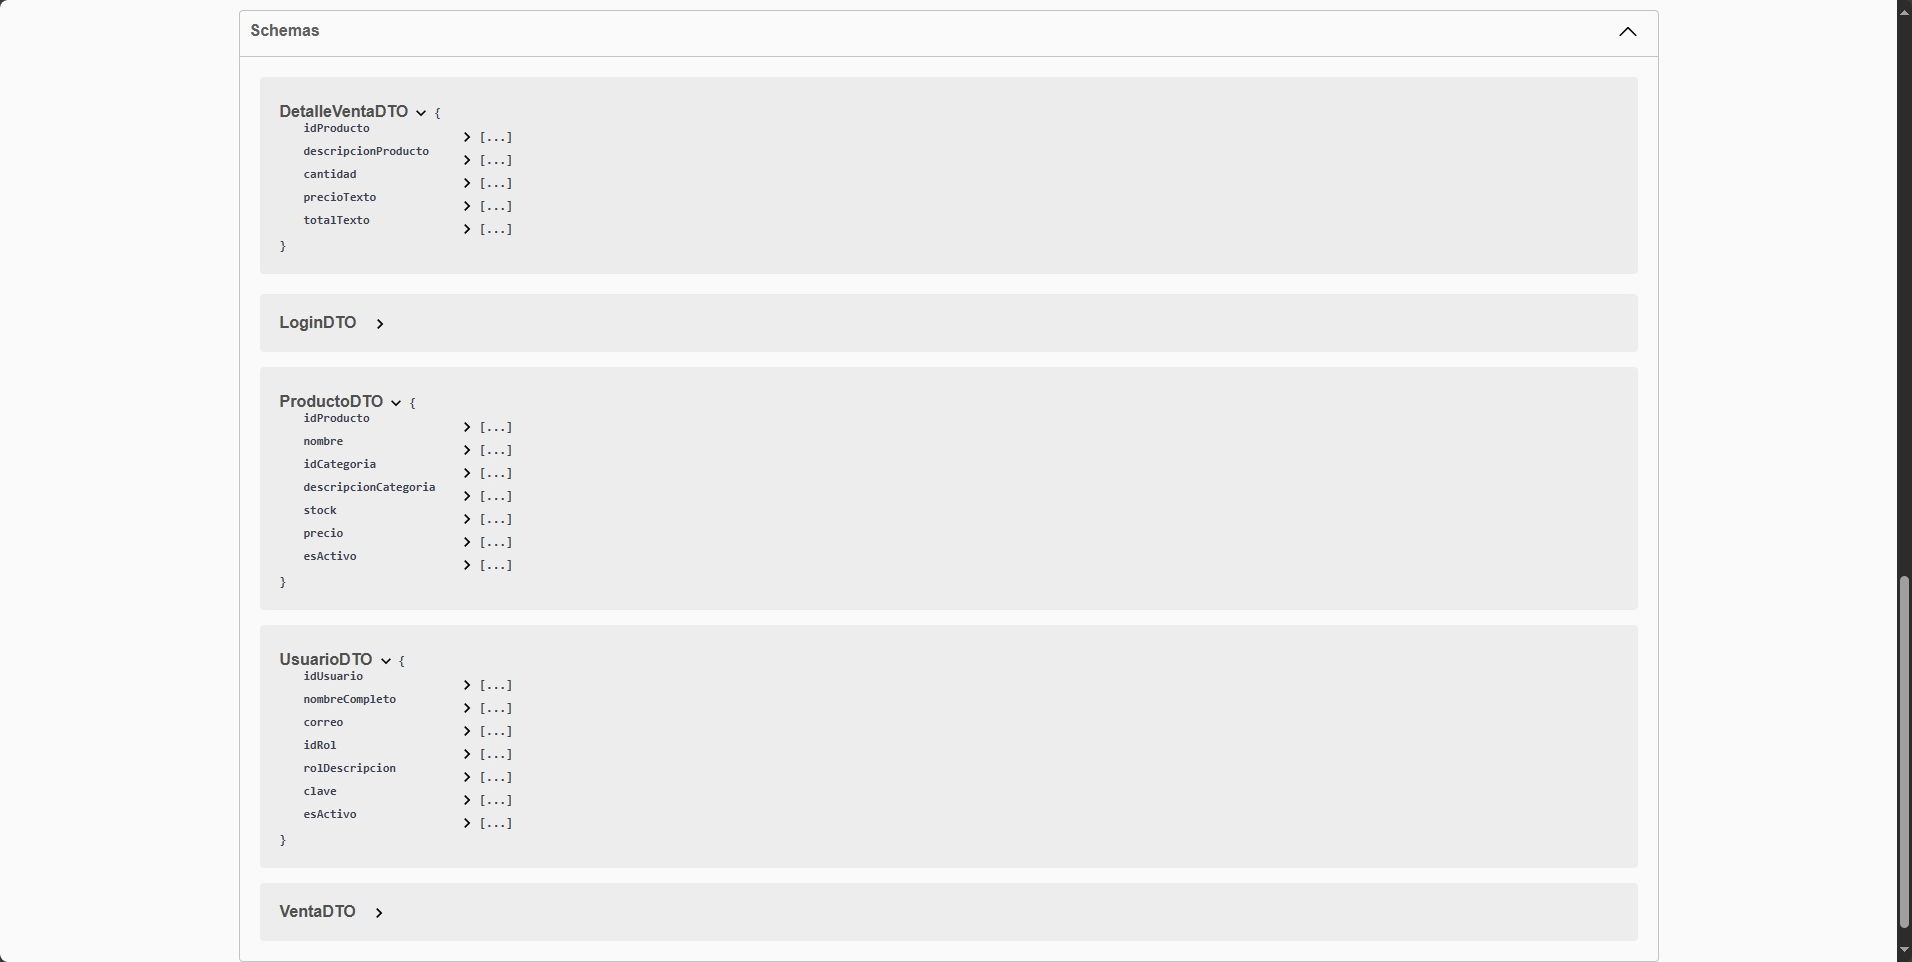 Schemas
DetalleVentaDTO {
idProducto [...]
descripcionProducto [...]
cantidad [...]
precioTexto [...]
totalTexto [...]
}
LoginDTO
ProductoDTO {
idProducto [...]
nombre [...]
idCategoria [...]
descripcionCategoria [...]
stock [...]
precio [...]
esActivo [...]
}
UsuarioDTO {
idUsuario [...]
nombreCompleto [...]
correo [...]
idRol [...]
rolDescripcion [...]
clave [...]
esActivo [...]
}
VentaDTO